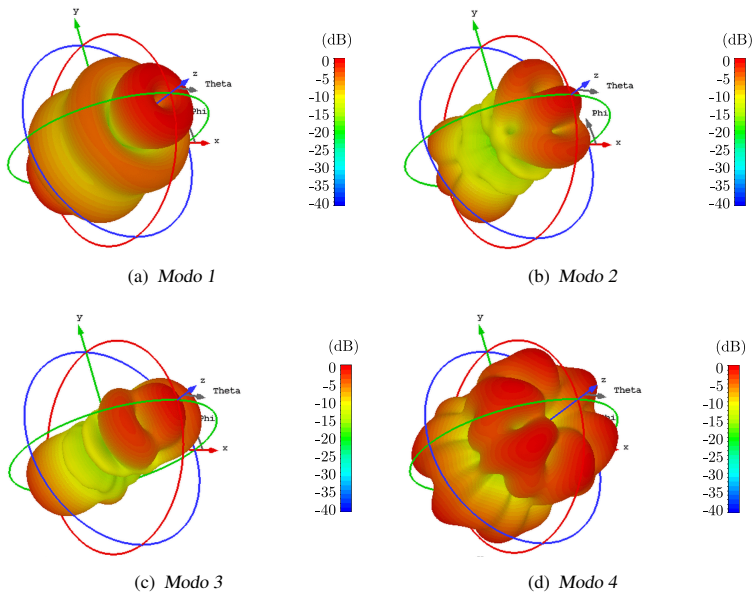 y
z
Theta
Phi
x
(dB)
0
-5
-10
-15
-20
-25
-30
-35
-40
(a) Modo 1
y
z
Theta
Phi
x
(dB)
0
-5
-10
-15
-20
-25
-30
-35
-40
(b) Modo 2
y
z
Theta
Phi
x
(dB)
0
-5
-10
-15
-20
-25
-30
-35
-40
(c) Modo 3
y
z
Theta
Phi
x
(dB)
0
-5
-10
-15
-20
-25
-30
-35
-40
(d) Modo 4